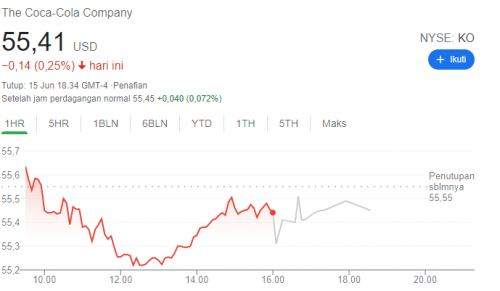 The Coca-Cola Company
55,41 USD
NYSE: KO
−0,14 (0,25%) hari ini
+ Ikuti
Tutup: 15 Jun 18.34 GMT-4 · Penafian
Setelah jam perdagangan normal 55,45 +0,040 (0,072%)
1HR 5HR 1BLN 6BLN YTD 1TH 5TH Maks
55,7
55,6
55,5
55,4
55,3
55,2
Penutupan
sblmnya
55,55
10.00 12.00 14.00 16.00 18.00 20.00